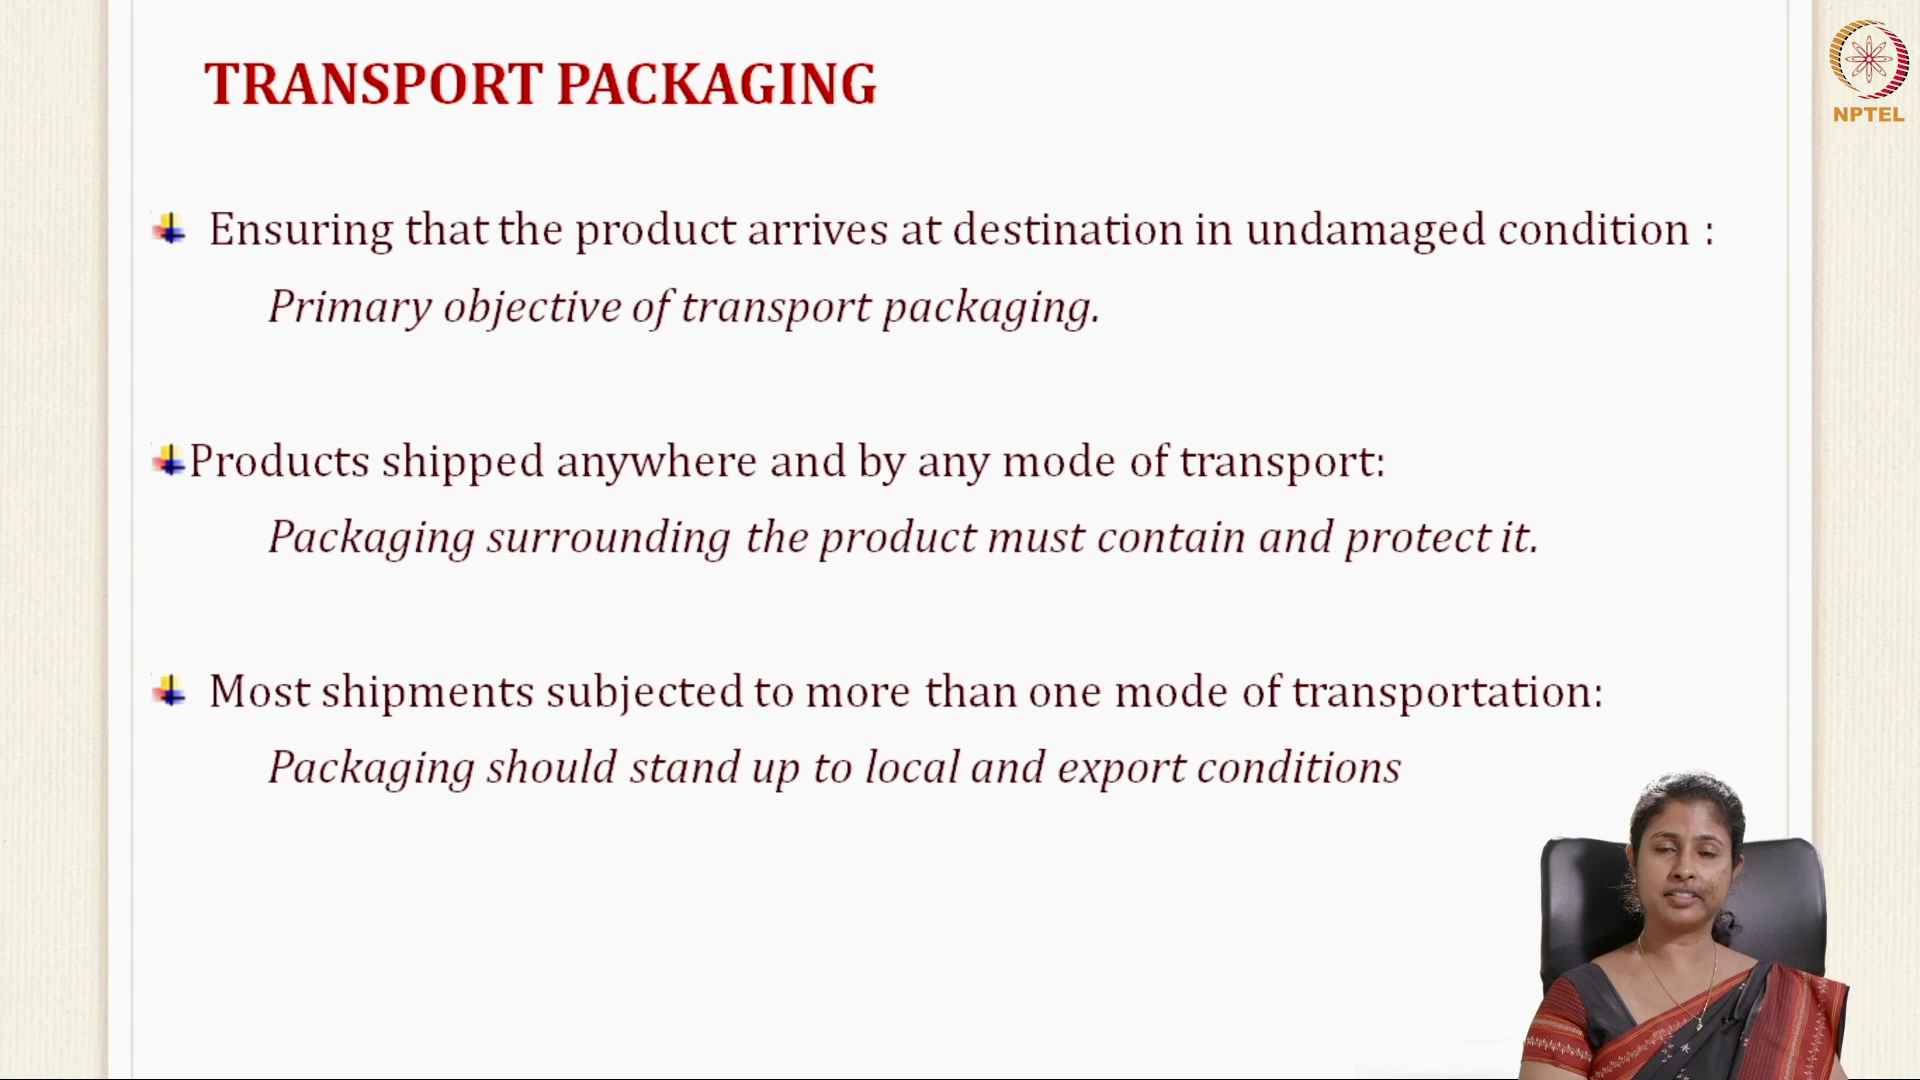 TRANSPORT PACKAGING
NPTEL
Ensuring that the product arrives at destination in undamaged condition :
Primary objective of transport packaging.
Products shipped anywhere and by any mode of transport:
Packaging surrounding the product must contain and protect it.
Most shipments subjected to more than one mode of transportation:
Packaging should stand up to local and export conditions